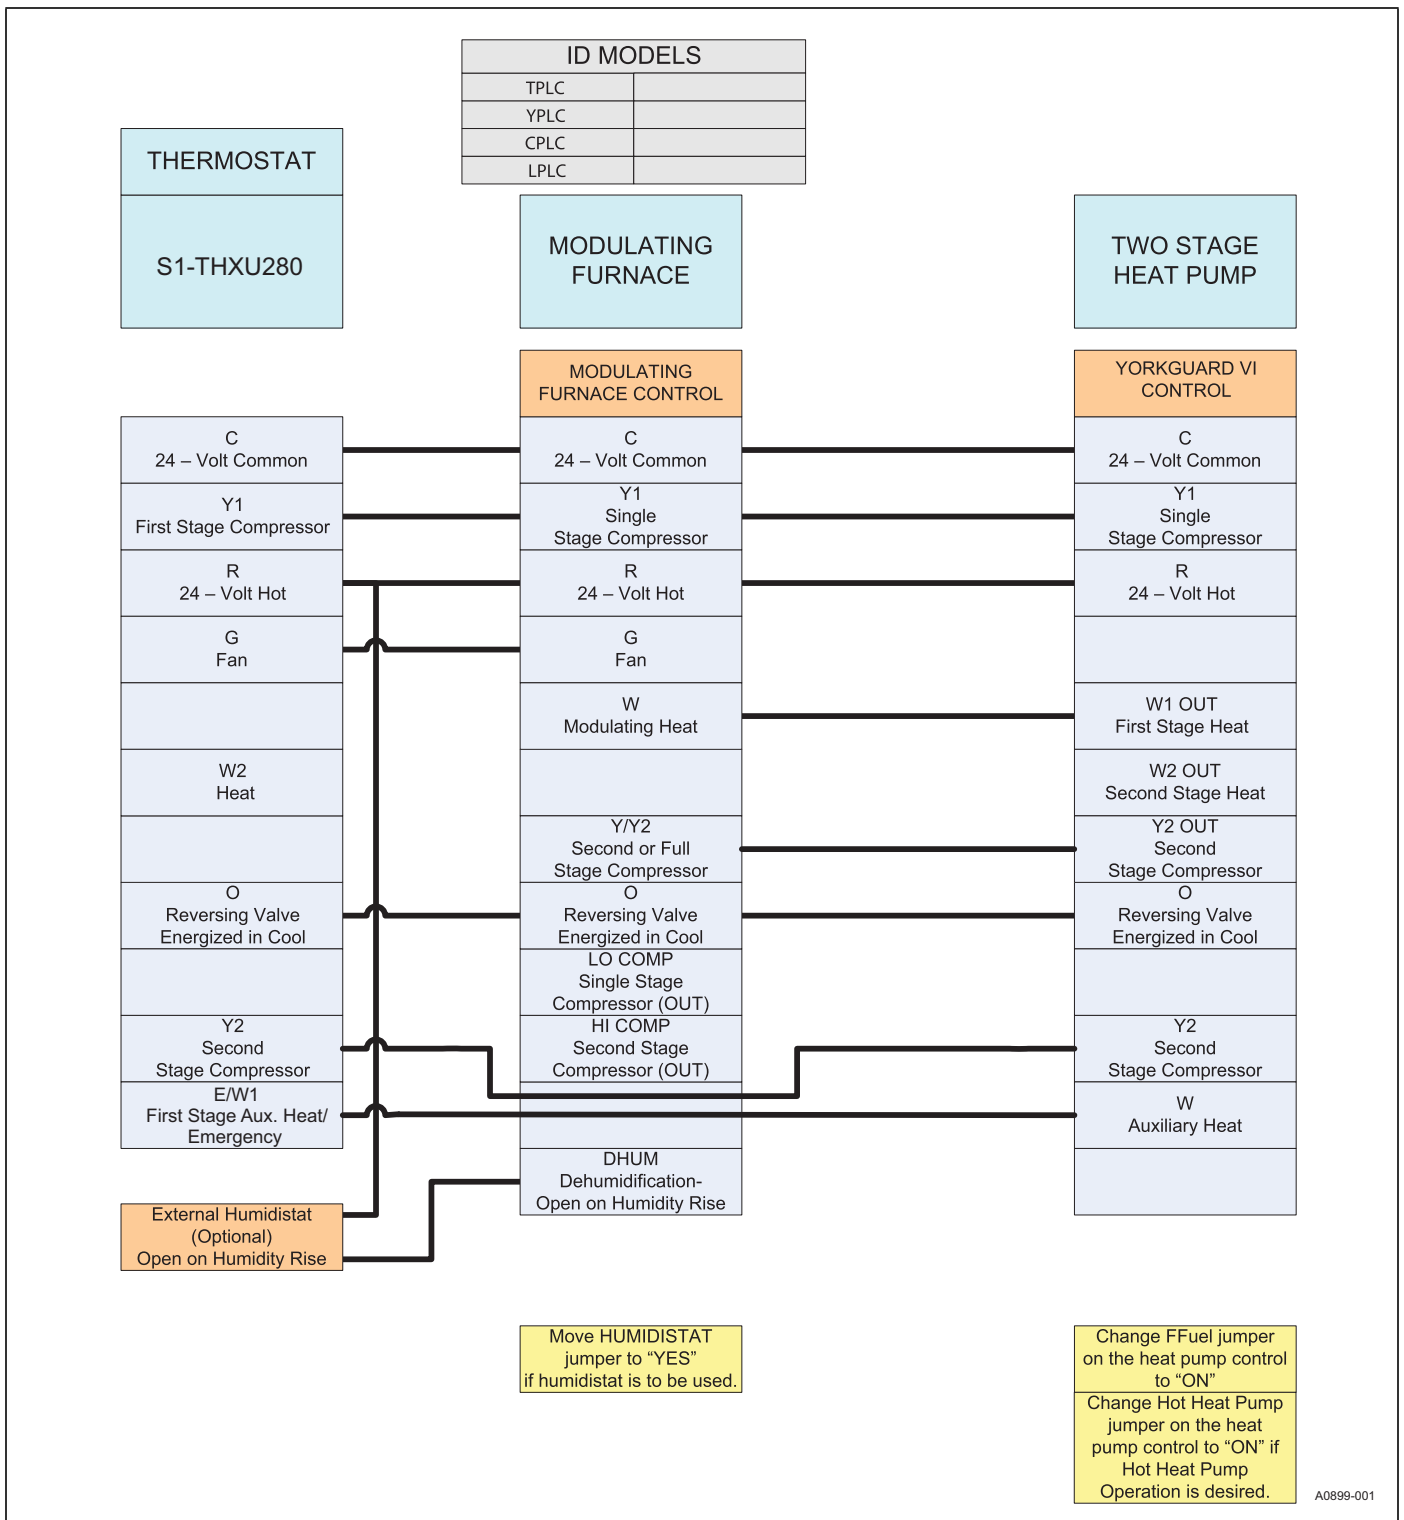 ID MODELS
TPLC
YPLC
CPLC
LPLC
THERMOSTAT
S1-THXU280
MODULATING
FURNACE
TWO STAGE
HEAT PUMP
MODULATING
FURNACE CONTROL
YORKGUARD VI
CONTROL
C
24 – Volt Common
Y1
First Stage Compressor
R
24 – Volt Hot
G
Fan
W2
Heat
O
Reversing Valve
Energized in Cool
Y2
Second
Stage Compressor
E/W1
First Stage Aux. Heat/
Emergency
External Humidistat
(Optional)
Open on Humidity Rise
C
24 – Volt Common
Y1
Single
Stage Compressor
R
24 – Volt Hot
G
Fan
W
Modulating Heat
Y/Y2
Second or Full
Stage Compressor
O
Reversing Valve
Energized in Cool
LO COMP
Single Stage
Compressor (OUT)
HI COMP
Second Stage
Compressor (OUT)
DHUM
Dehumidification-
Open on Humidity Rise
C
24 – Volt Common
Y1
Single
Stage Compressor
R
24 – Volt Hot
W1 OUT
First Stage Heat
W2 OUT
Second Stage Heat
Y2 OUT
Second
Stage Compressor
O
Reversing Valve
Energized in Cool
Y2
Second
Stage Compressor
W
Auxiliary Heat
Move HUMIDISTAT
jumper to “YES”
if humidistat is to be used.
Change FFuel jumper
on the heat pump control
to “ON”
Change Hot Heat Pump
jumper on the heat
pump control to “ON” if
Hot Heat Pump
Operation is desired.
A0899-001